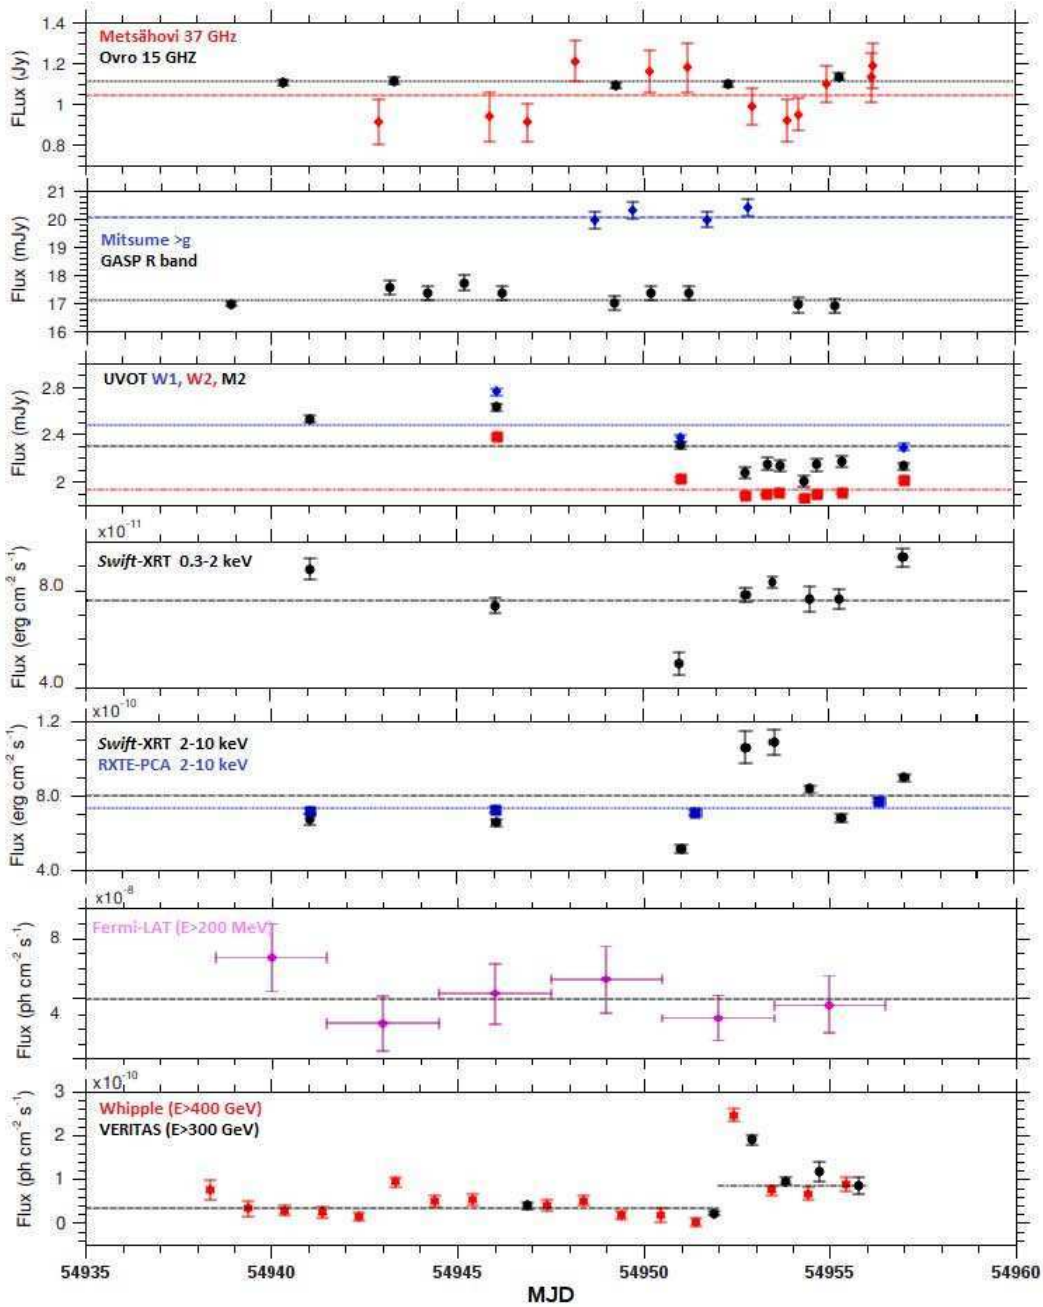 1.4
Metsähovi 37 GHz
Ovro 15 GHZ
1.2
1
0.8
FLux (Jy)
21
20
19
18
17
16
Mitsume >g
GASP R band
Flux (mJy)
UVOT W1, W2, M2
2.8
2.4
2
Flux (mJy)
x10-11
Swift-XRT 0.3-2 keV
8.0
4.0
Flux (erg cm-2 s-1)
x10-10
1.2
Swift-XRT 2-10 keV
RXTE-PCA 2-10 keV
8.0
4.0
Flux (erg cm-2 s-1)
x10-8
Fermi-LAT (E>200 MeV)
8
4
Flux (ph cm-2 s-1)
x10-10
3
Whipple (E>400 GeV)
VERITAS (E>300 GeV)
2
1
0
Flux (ph cm-2 s-1)
54935 54940 54945 54950 54955 54960
MJD